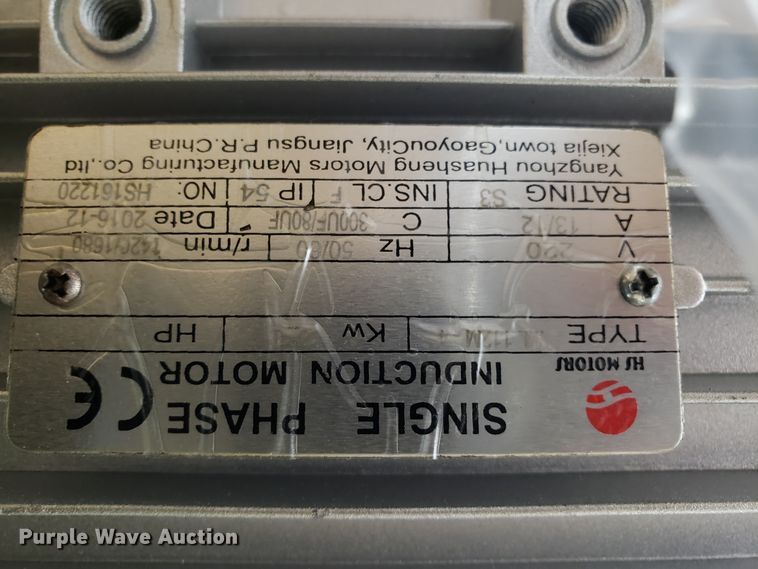 HS MOTORS
SINGLE PHASE
INDUCTION MOTOR
CE
TYPE Kw HP
V 220 Hz 50/60 r/min 1420/1680
A 13/12 C 300UF/80UF Date 2016-12
RATING S3 INS.CL F IP 54 NO: HS161220
Yangzhou Huasheng Motors Manufacturing Co.,ltd
Xiejia town,GaoyouCity, Jiangsu P.R.China
Purple Wave Auction